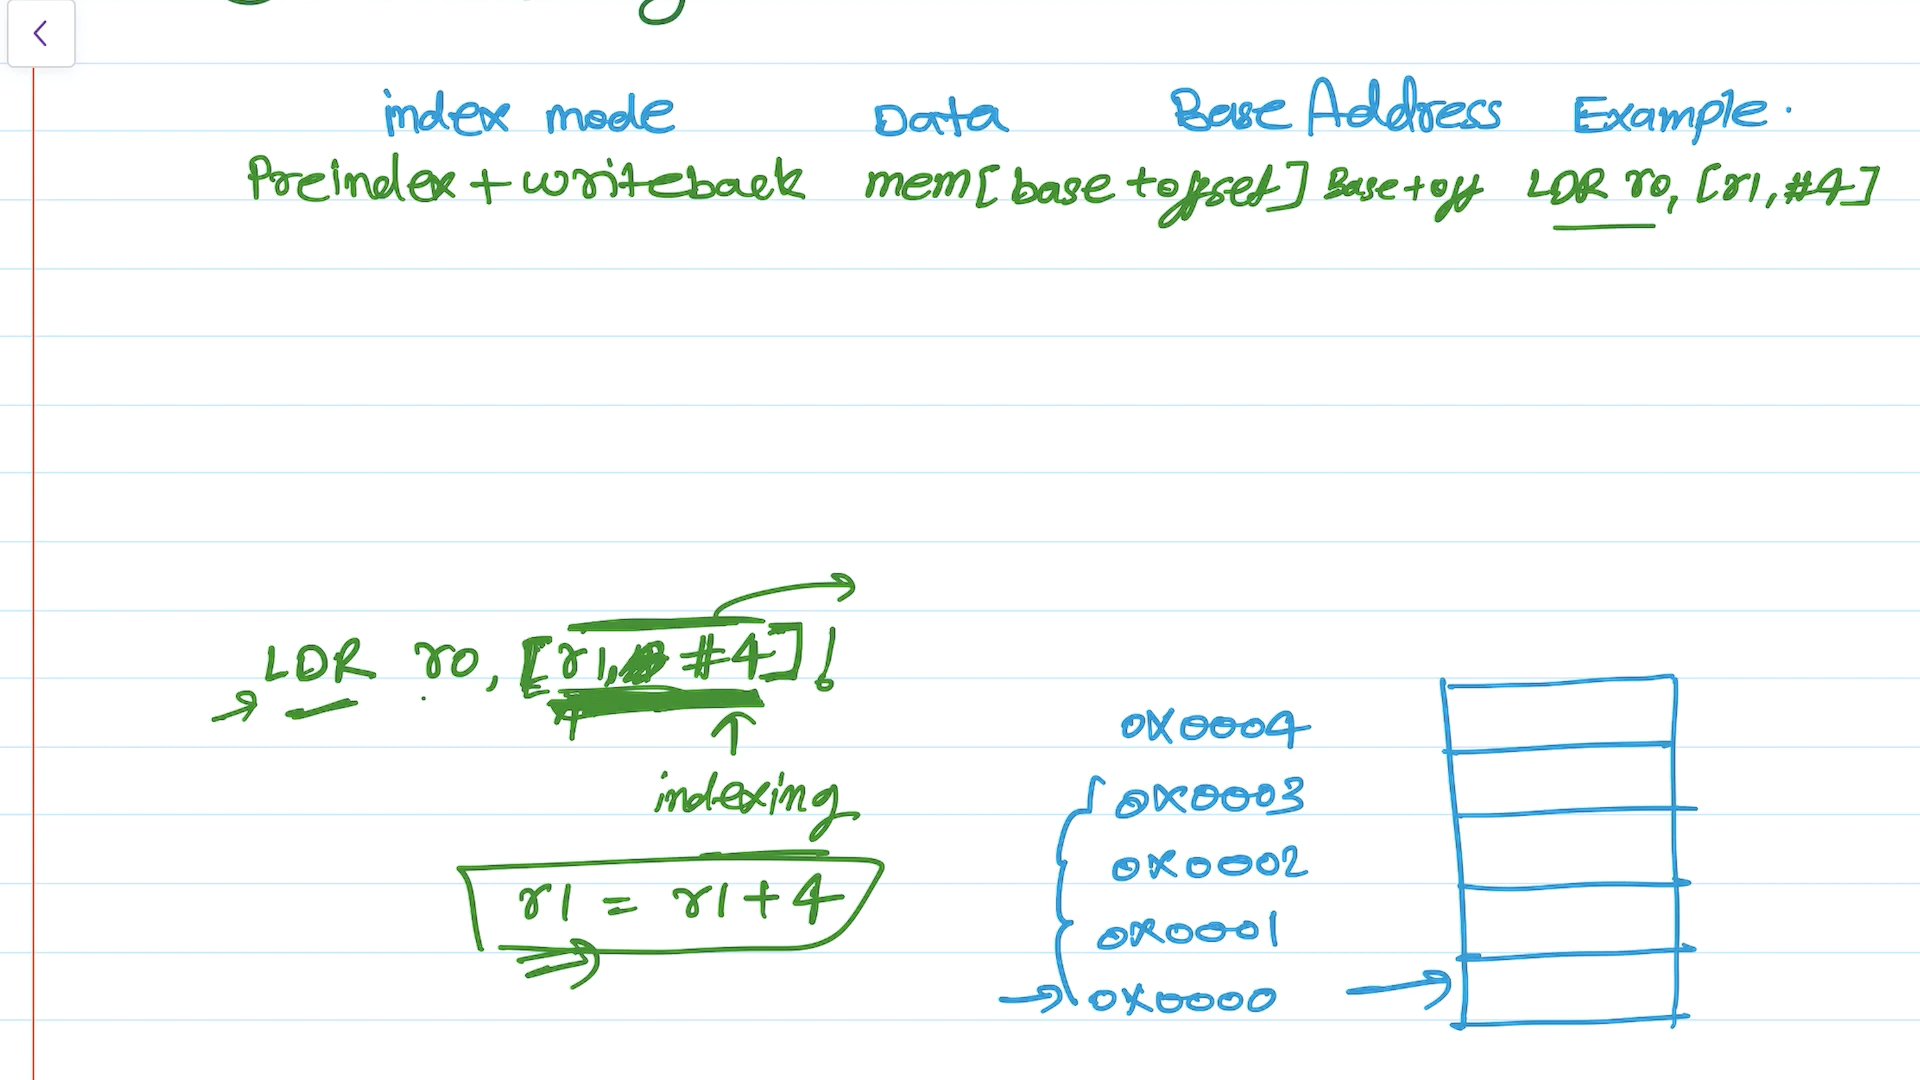 index mode Data Base Address Example.
Preindex + writeback mem[base + offset] Base + off LDR r0, [r1, #4]
LDR r0, [r1, #4]!
indexing
r1 = r1 + 4
0x0004
0x0003
0x0002
0x0001
0x0000